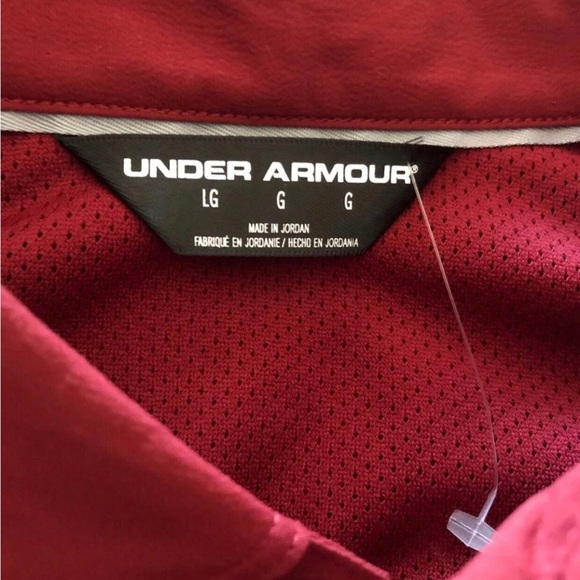 UNDER ARMOUR®
LG G G
MADE IN JORDAN
FABRIQUÉ EN JORDANIE / HECHO EN JORDANIA